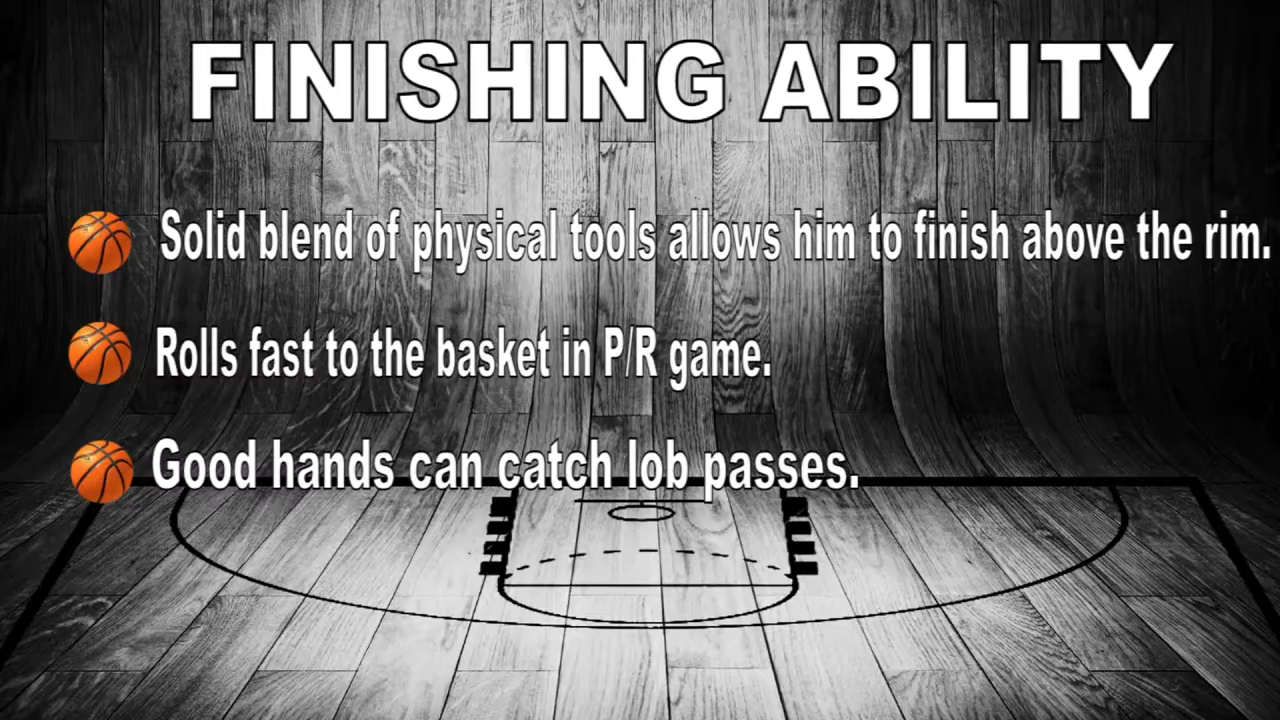 FINISHING ABILITY
Solid blend of physical tools allows him to finish above the rim.
Rolls fast to the basket in P/R game.
Good hands can catch lob passes.